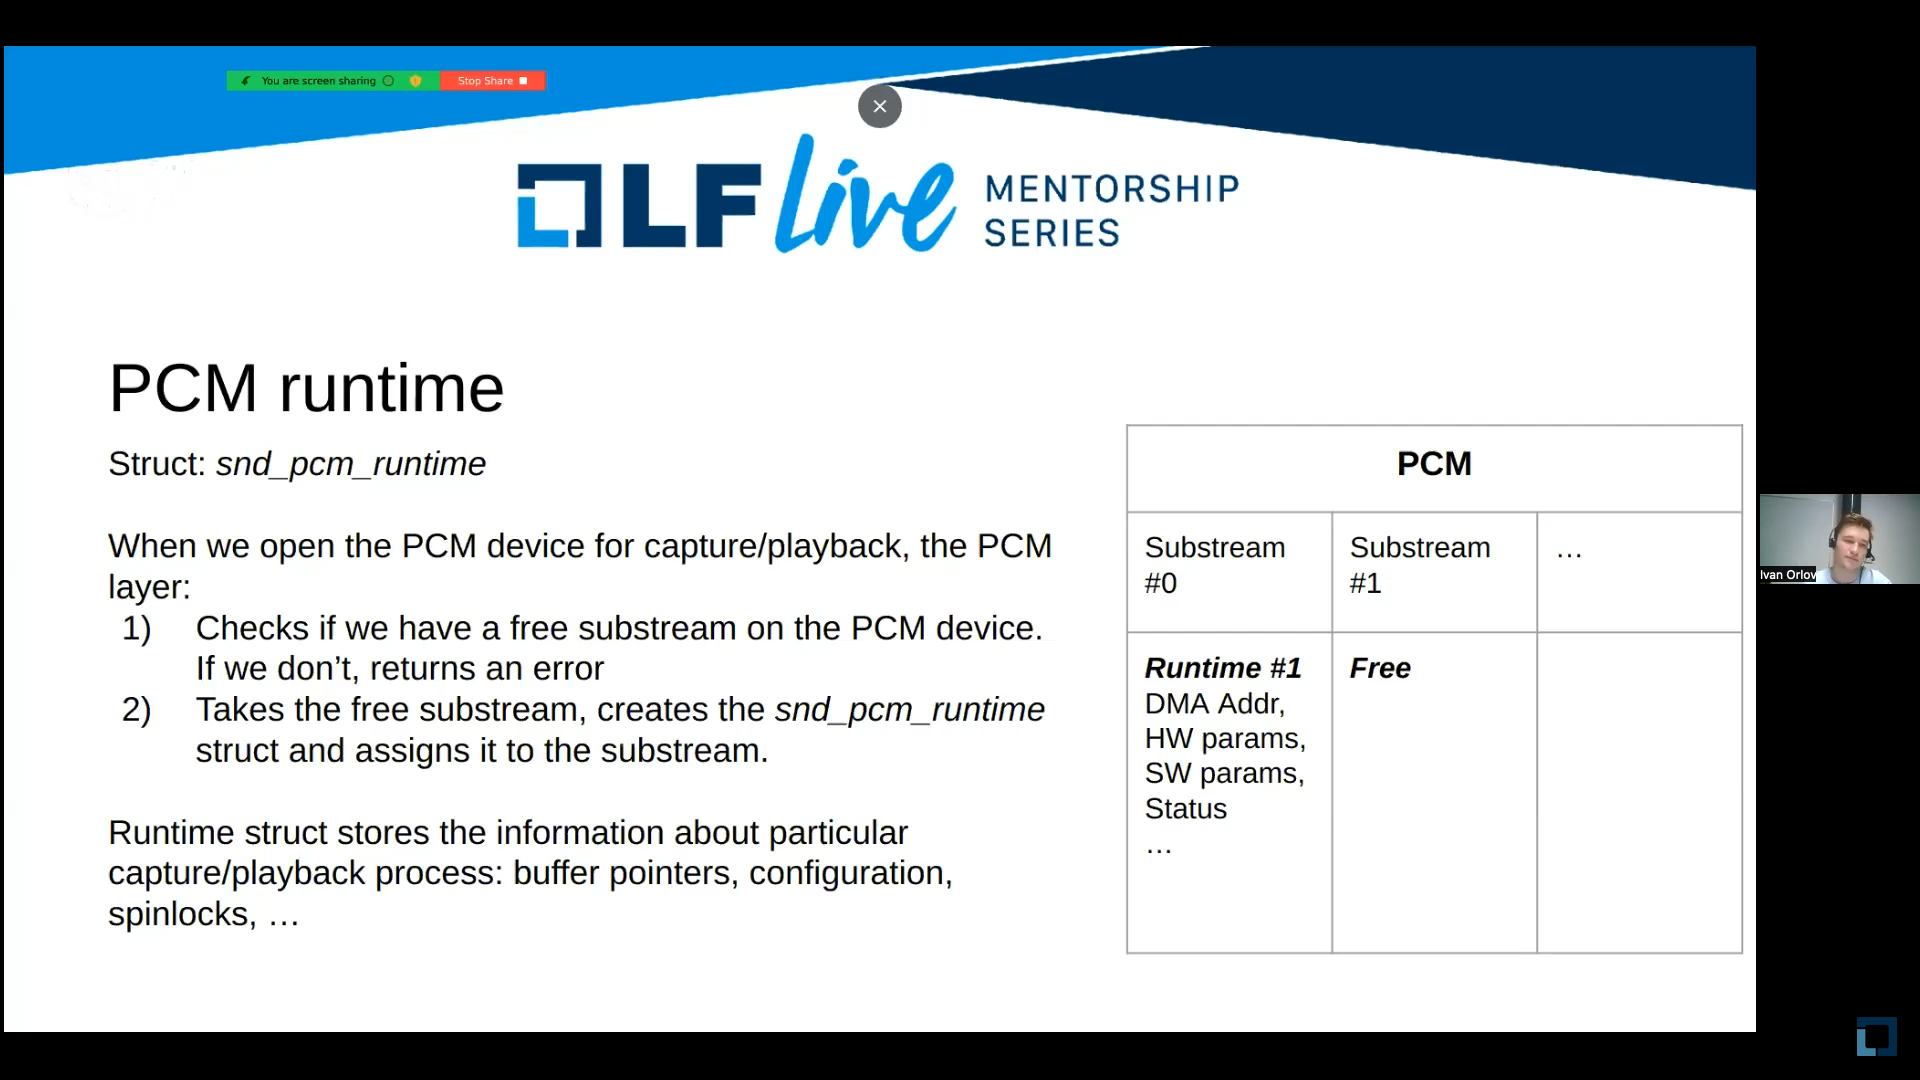 You are screen sharing
Stop Share
LF live MENTORSHIP
SERIES
PCM runtime
Struct: snd_pcm_runtime
When we open the PCM device for capture/playback, the PCM
layer:
1) Checks if we have a free substream on the PCM device.
If we don’t, returns an error
2) Takes the free substream, creates the snd_pcm_runtime
struct and assigns it to the substream.
Runtime struct stores the information about particular
capture/playback process: buffer pointers, configuration,
spinlocks, …
PCM
Substream
#0
Substream
#1
…
Runtime #1
DMA Addr,
HW params,
SW params,
Status
…
Free
Ivan Orlov